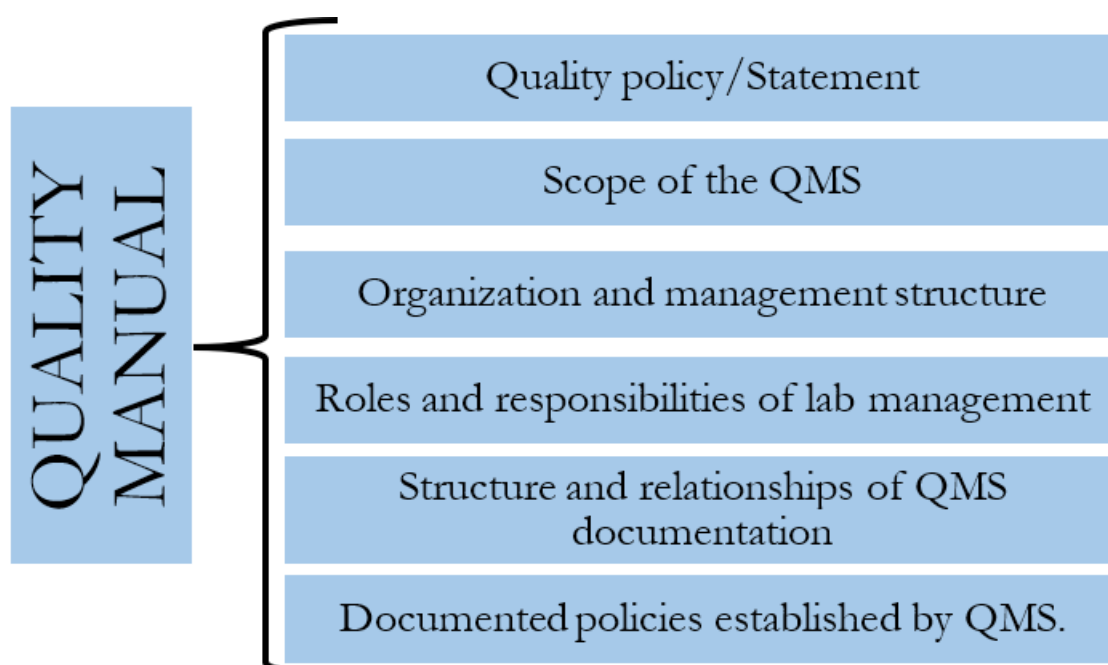 QUALITY
MANUAL
Quality policy/Statement
Scope of the QMS
Organization and management structure
Roles and responsibilities of lab management
Structure and relationships of QMS
documentation
Documented policies established by QMS.